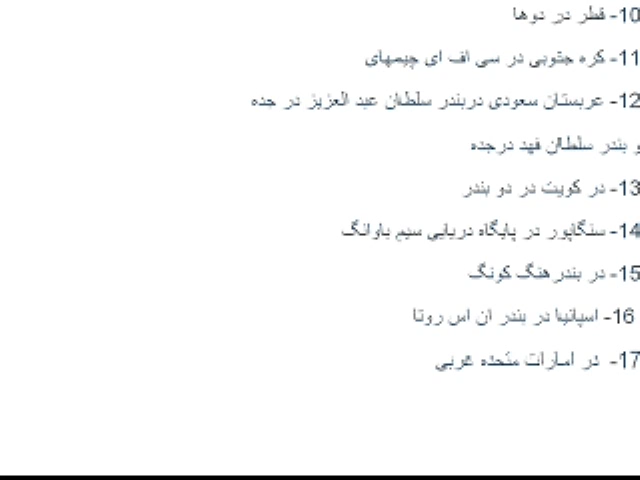 10- قطر در دوها
11- کره جنوبی در سی اف ای چیمهای
12- عربستان سعودی دربندر سلطان عبد العزیز در جده
و بندر سلطان فهد درجده
13- در کویت در دو بندر
14- سنگاپور در پایگاه دریایی سیم باوانگ
15- در بندر هنگ کونگ
16- اسپانیا در بندر ان اس روتا
17- در امارات متحده عربی